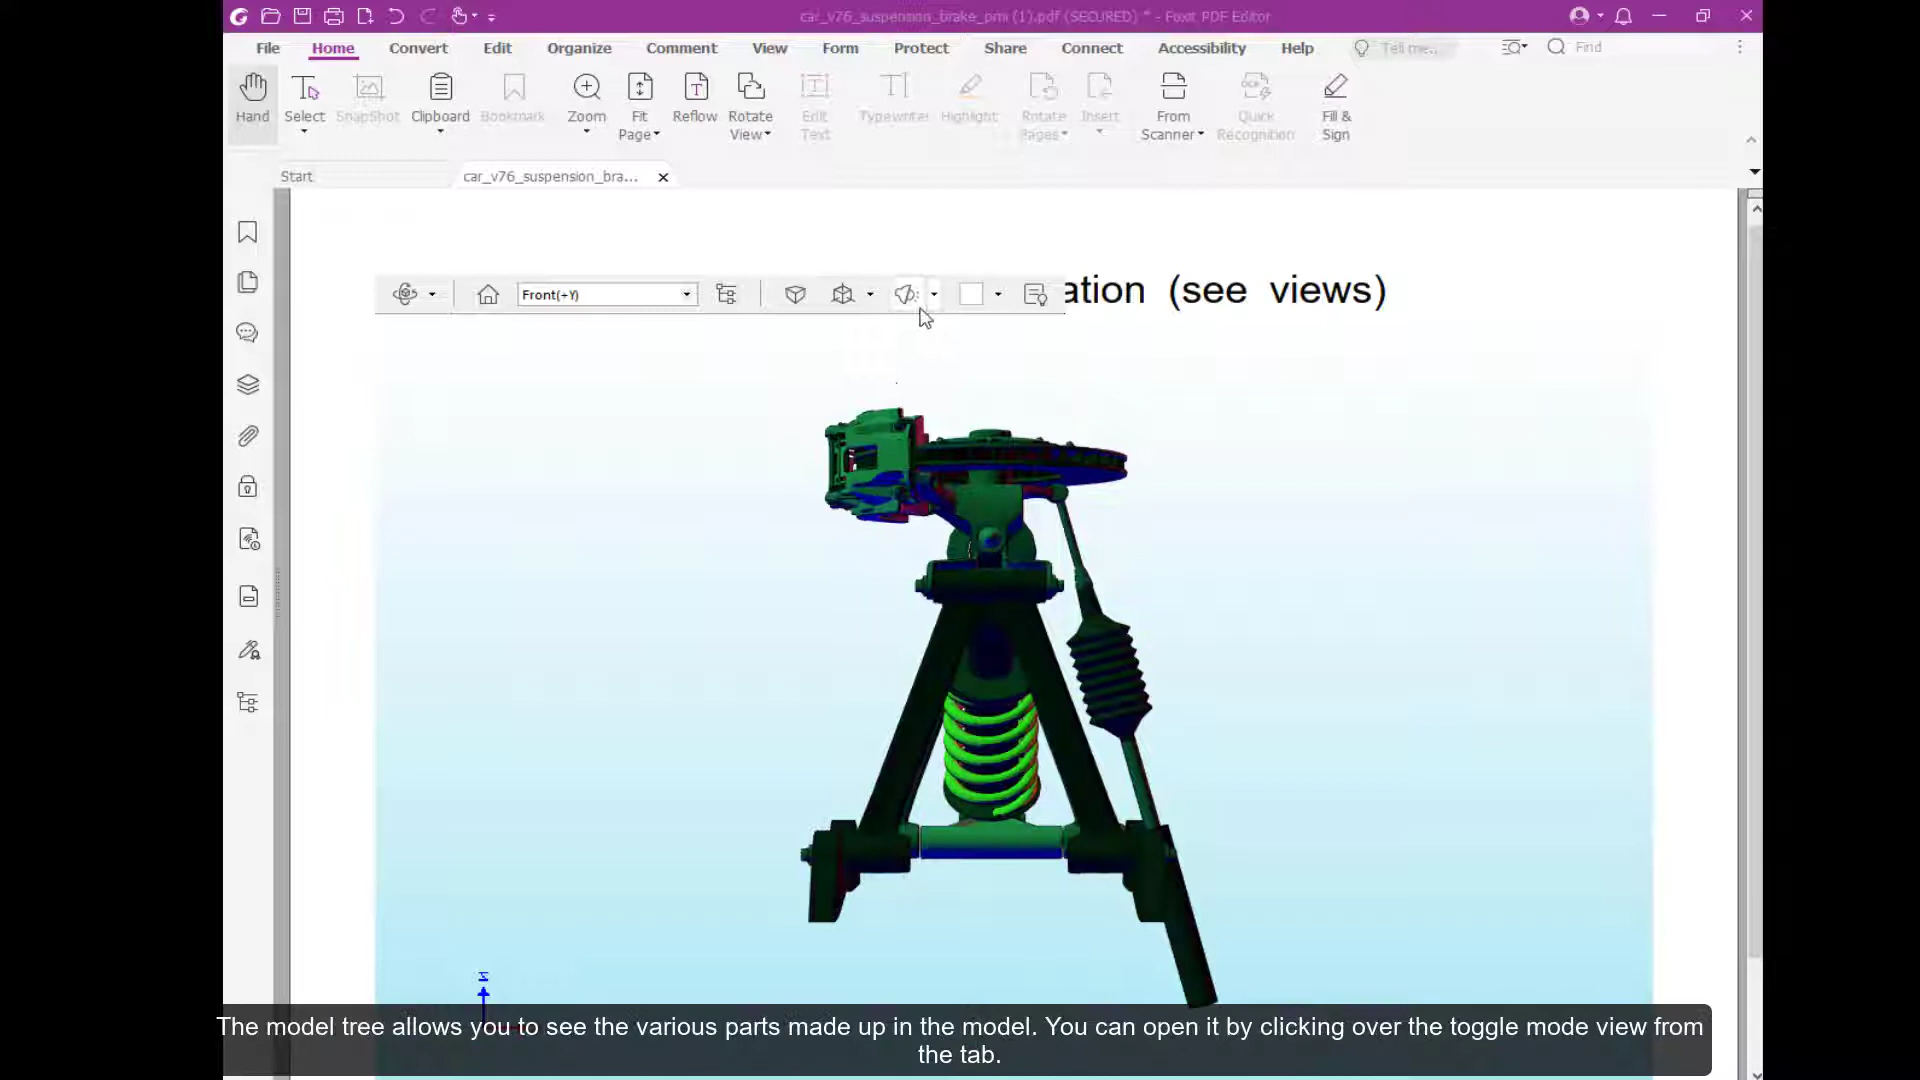 car_v76_suspension_brake_pmi (1).pdf (SECURED) * - Foxit PDF Editor
File Home Convert Edit Organize Comment View Form Protect Share Connect Accessibility Help Tell me... Find
Hand Select SnapShot Clipboard Bookmark Zoom Fit Page Reflow Rotate View Edit Text Typewriter Highlight Rotate Pages Insert From Scanner Quick Recognition Fill & Sign
Start car_v76_suspension_bra...
Front(+Y)
ation (see views)
Z
The model tree allows you to see the various parts made up in the model. You can open it by clicking over the toggle mode view from
the tab.